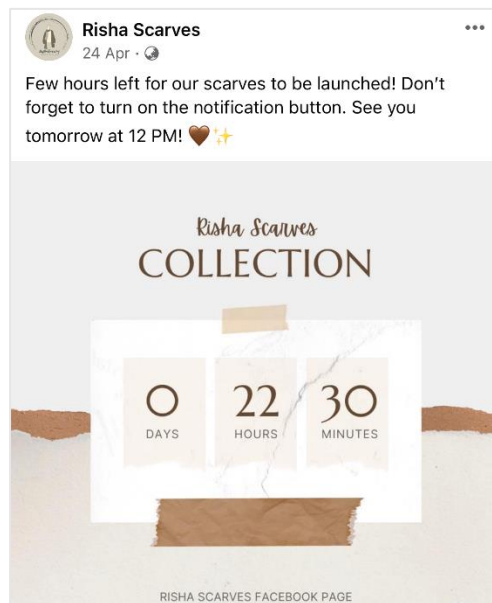 Risha Scarves
24 Apr ·
Few hours left for our scarves to be launched! Don’t
forget to turn on the notification button. See you
tomorrow at 12 PM! 🤎✨
Risha Scarves
COLLECTION
0 22 30
DAYS HOURS MINUTES
RISHA SCARVES FACEBOOK PAGE